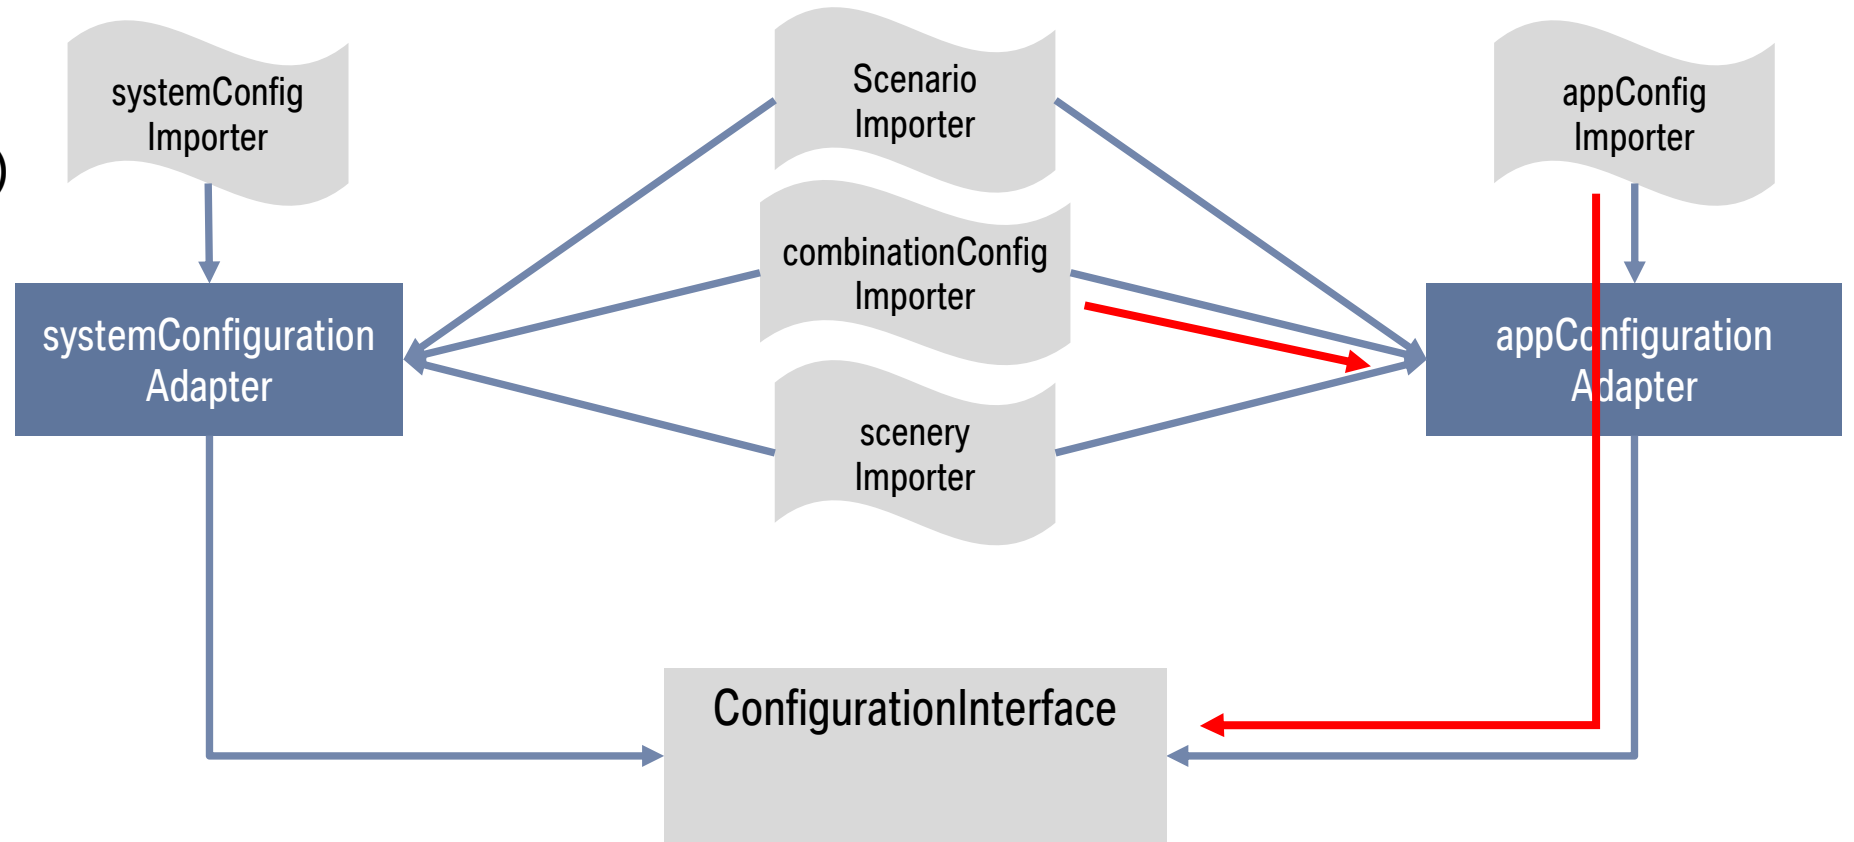 systemConfig
Importer
)
Scenario
Importer
appConfig
Importer
combinationConfig
Importer
systemConfiguration
Adapter
appConfiguration
Adapter
scenery
Importer
ConfigurationInterface